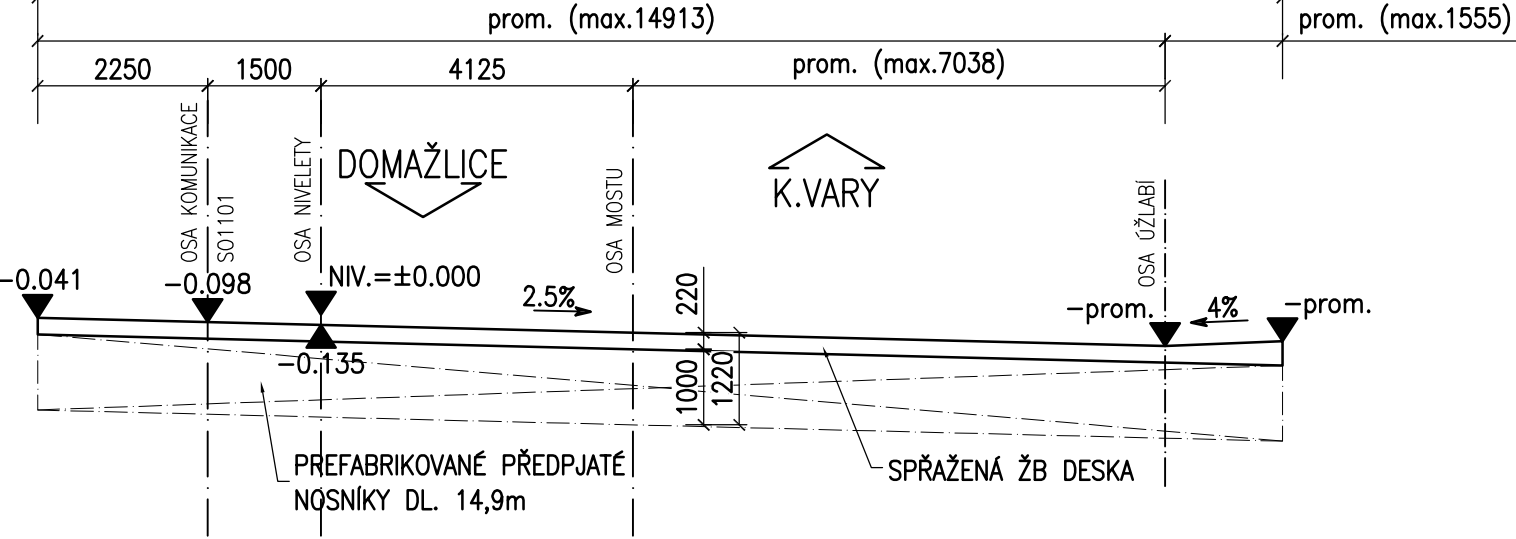 prom. (max.14913)
prom. (max.1555)
2250
1500
4125
prom. (max.7038)
OSA KOMUNIKACE
SO1101
OSA NIVELETY
DOMAŽLICE
OSA MOSTU
K.VARY
OSA ÚŽLABÍ
-0.041
-0.098
NIV.=±0.000
2.5%
220
-prom.
4%
-prom.
-0.135
1000
1220
PREFABRIKOVANÉ PŘEDPJATÉ
NOSNÍKY DL. 14,9m
SPŘAŽENÁ ŽB DESKA